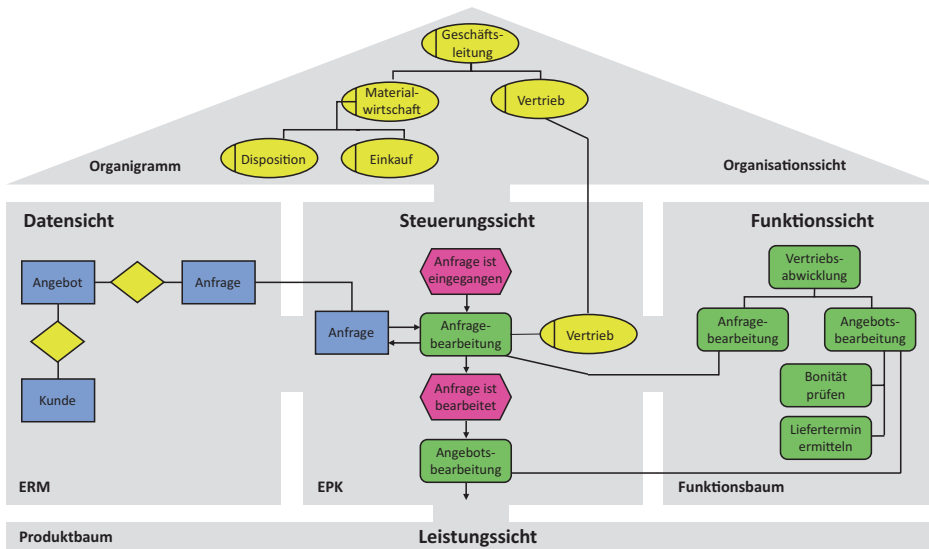 Geschäfts-
leitung
Material-
wirtschaft
Vertrieb
Disposition
Einkauf
Organigramm
Organisationssicht
Datensicht
Angebot
Anfrage
Kunde
ERM
Steuerungssicht
Anfrage ist
eingegangen
Anfrage
Anfrage-
bearbeitung
Vertrieb
Anfrage ist
bearbeitet
Angebots-
bearbeitung
EPK
Funktionssicht
Vertriebs-
abwicklung
Anfrage-
bearbeitung
Angebots-
bearbeitung
Bonität
prüfen
Liefertermin
ermitteln
Funktionsbaum
Produktbaum
Leistungssicht